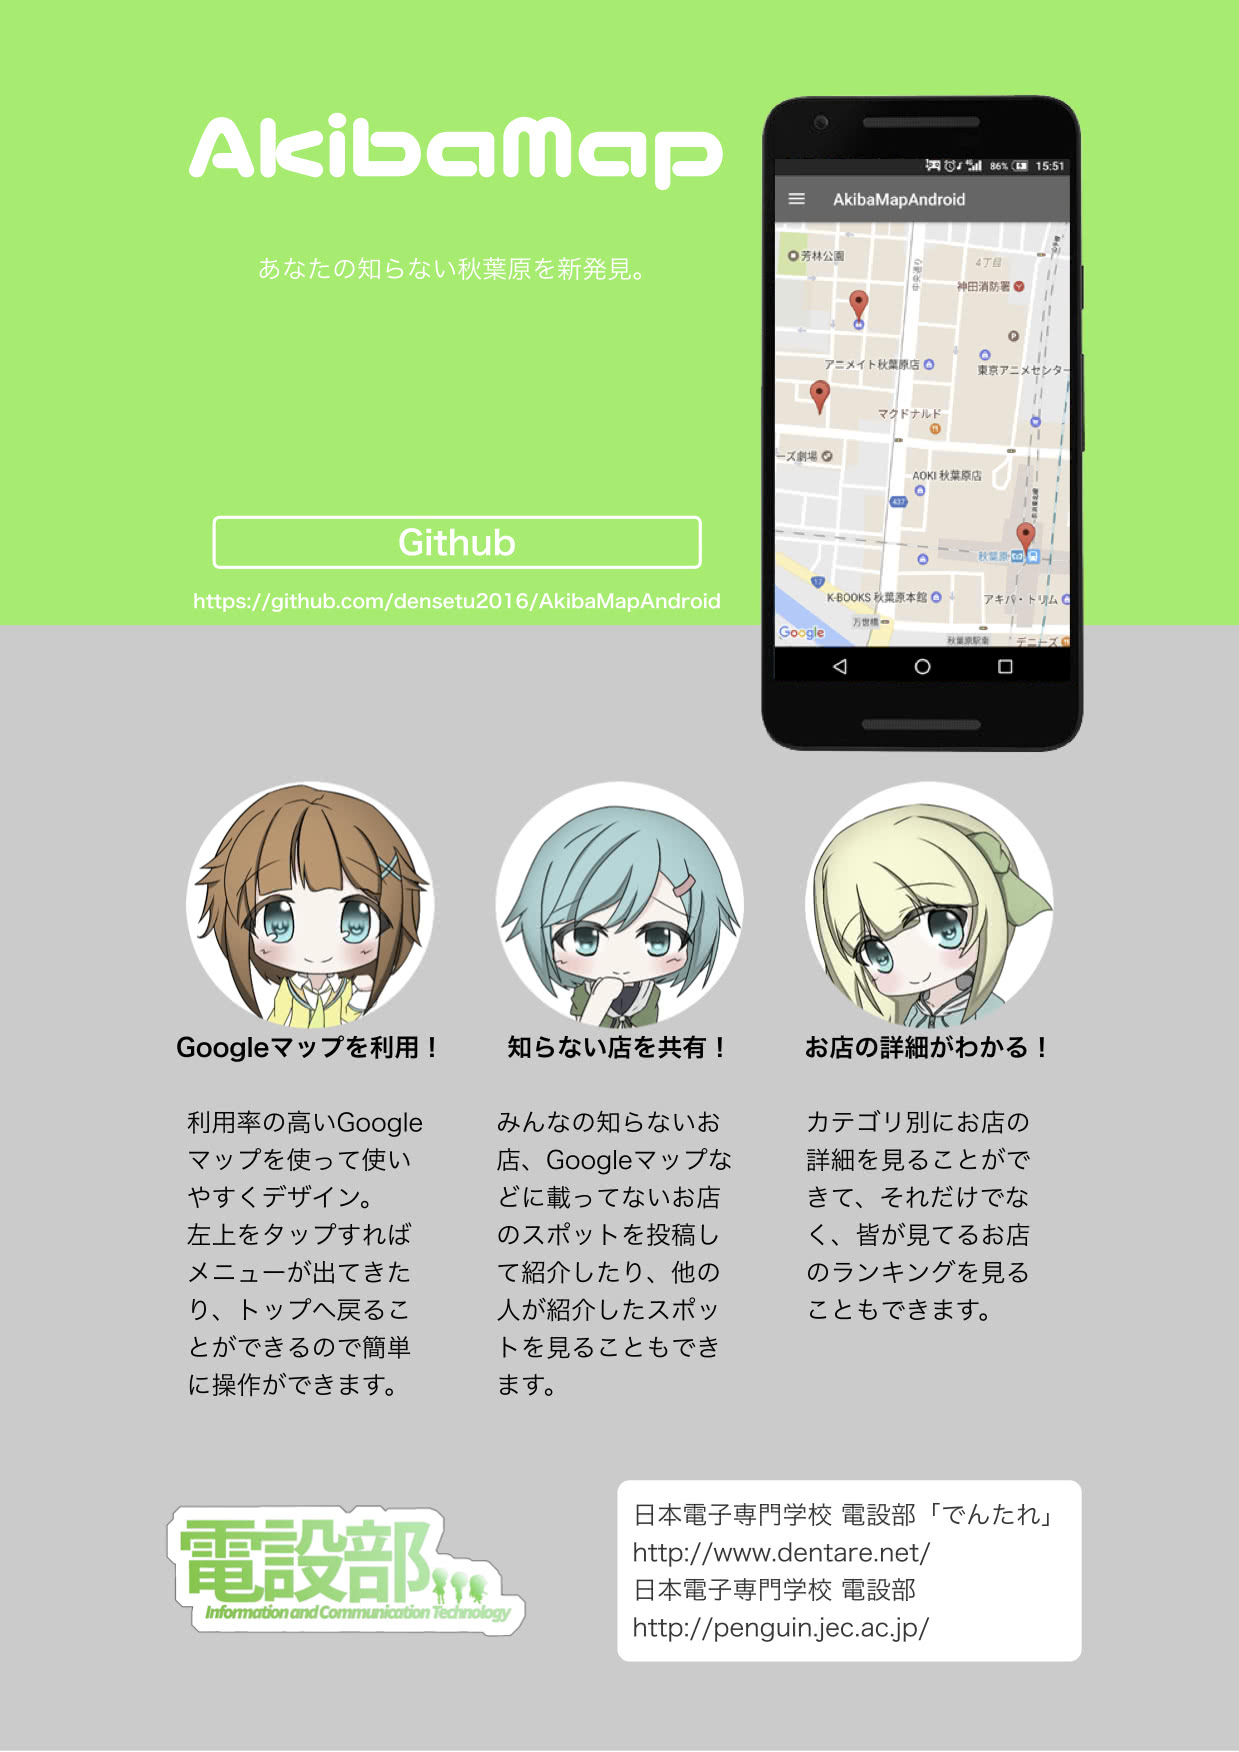 AkibaMap
あなたの知らない秋葉原を新発見。
Github
https://github.com/densetu2016/AkibaMapAndroid
86% 15:51
AkibaMapAndroid
芳林公園
中央通り
4丁目
神田消防署
P
アニメイト秋葉原店
東京アニメセンター
マクドナルド
ーズ劇場
AOKI 秋葉原店
437
秋葉原
17
K-BOOKS 秋葉原本館
アキバ・トリム
万世橋
Google
秋葉原駅南
デニーズ
Googleマップを利用！
利用率の高いGoogle
マップを使って使い
やすくデザイン。
左上をタップすれば
メニューが出てきた
り、トップへ戻るこ
とができるので簡単
に操作ができます。
知らない店を共有！
みんなの知らないお
店、Googleマップな
どに載ってないお店
のスポットを投稿し
て紹介したり、他の
人が紹介したスポッ
トを見ることもでき
ます。
お店の詳細がわかる！
カテゴリ別にお店の
詳細を見ることがで
きて、それだけでな
く、皆が見てるお店
のランキングを見る
こともできます。
電設部
Information and Communication Technology
日本電子専門学校 電設部「でんたれ」
http://www.dentare.net/
日本電子専門学校 電設部
http://penguin.jec.ac.jp/